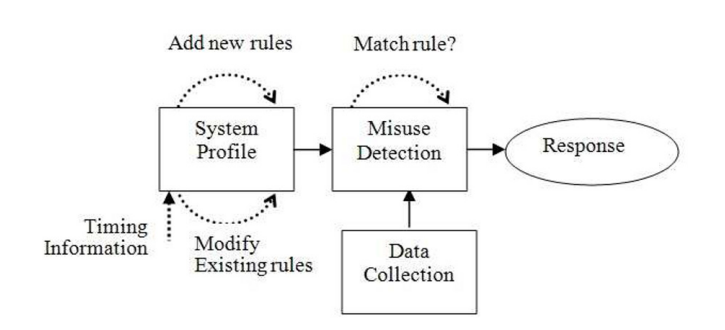 Add new rules
Match rule?
System
Profile
Misuse
Detection
Response
Timing
Information
Modify
Existing rules
Data
Collection